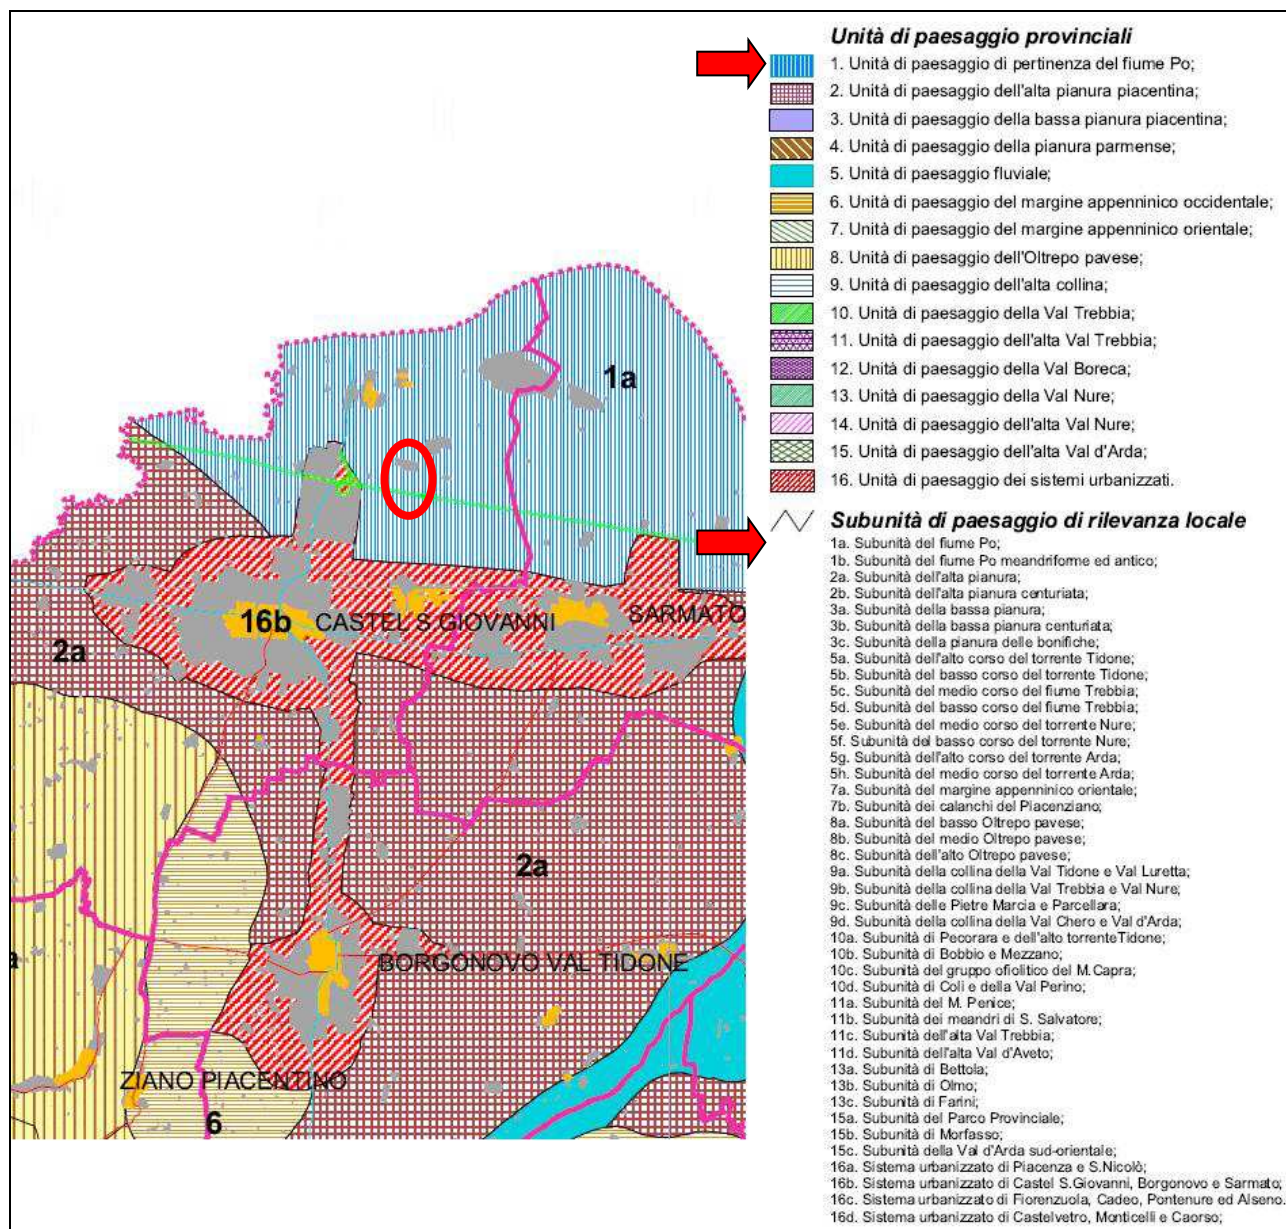 Unità di paesaggio provinciali
1. Unità di paesaggio di pertinenza del fiume Po;
2. Unità di paesaggio dell'alta pianura piacentina;
3. Unità di paesaggio della bassa pianura piacentina;
4. Unità di paesaggio della pianura parmense;
5. Unità di paesaggio fluviale;
6. Unità di paesaggio del margine appenninico occidentale;
7. Unità di paesaggio del margine appenninico orientale;
8. Unità di paesaggio dell'Oltrepo pavese;
9. Unità di paesaggio dell'alta collina;
10. Unità di paesaggio della Val Trebbia;
11. Unità di paesaggio dell'alta Val Trebbia;
12. Unità di paesaggio della Val Boreca;
13. Unità di paesaggio della Val Nure;
14. Unità di paesaggio dell'alta Val Nure;
15. Unità di paesaggio dell'alta Val d'Arda;
16. Unità di paesaggio dei sistemi urbanizzati.
Subunità di paesaggio di rilevanza locale
1a. Subunità del fiume Po;
1b. Subunità del fiume Po meandriforme ed antico;
2a. Subunità dell'alta pianura;
2b. Subunità dell'alta pianura centuriata;
3a. Subunità della bassa pianura;
3b. Subunità della bassa pianura centuriata;
3c. Subunità della pianura delle bonifiche;
5a. Subunità dell'alto corso del torrente Tidone;
5b. Subunità del basso corso del torrente Tidone;
5c. Subunità del medio corso del fiume Trebbia;
5d. Subunità del basso corso del fiume Trebbia;
5e. Subunità del medio corso del torrente Nure;
5f. Subunità del basso corso del torrente Nure;
5g. Subunità dell'alto corso del torrente Arda;
5h. Subunità del medio corso del torrente Arda;
7a. Subunità del margine appenninico orientale;
7b. Subunità dei calanchi del Piacenziano;
8a. Subunità del basso Oltrepo pavese;
8b. Subunità del medio Oltrepo pavese;
8c. Subunità dell'alto Oltrepo pavese;
9a. Subunità della collina della Val Tidone e Val Luretta;
9b. Subunità della collina della Val Trebbia e Val Nure;
9c. Subunità delle Pietre Marcia e Parcellara;
9d. Subunità della collina della Val Chero e Val d'Arda;
10a. Subunità di Pecorara e dell'alto torrenteTidone;
10b. Subunità di Bobbio e Mezzano;
10c. Subunità del gruppo ofiolitico del M.Capra;
10d. Subunità di Coli e della Val Perino;
11a. Subunità del M. Penice;
11b. Subunità dei meandri di S. Salvatore;
11c. Subunità dell'alta Val Trebbia;
11d. Subunità dell'alta Val d'Aveto;
13a. Subunità di Bettola;
13b. Subunità di Olmo;
13c. Subunità di Farini;
15a. Subunità del Parco Provinciale;
15b. Subunità di Morfasso;
15c. Subunità della Val d'Arda sud-orientale;
16a. Sistema urbanizzato di Piacenza e S.Nicolò;
16b. Sistema urbanizzato di Castel S.Giovanni, Borgonovo e Sarmato;
16c. Sistema urbanizzato di Fiorenzuola, Cadeo, Pontenure ed Alseno.
16d. Sistema urbanizzato di Castelvetro, Monticelli e Caorso;
1a
16b CASTEL S.GIOVANNI SARMATO
2a
2a
BORGONOVO VAL TIDONE
ZIANO PIACENTINO
6